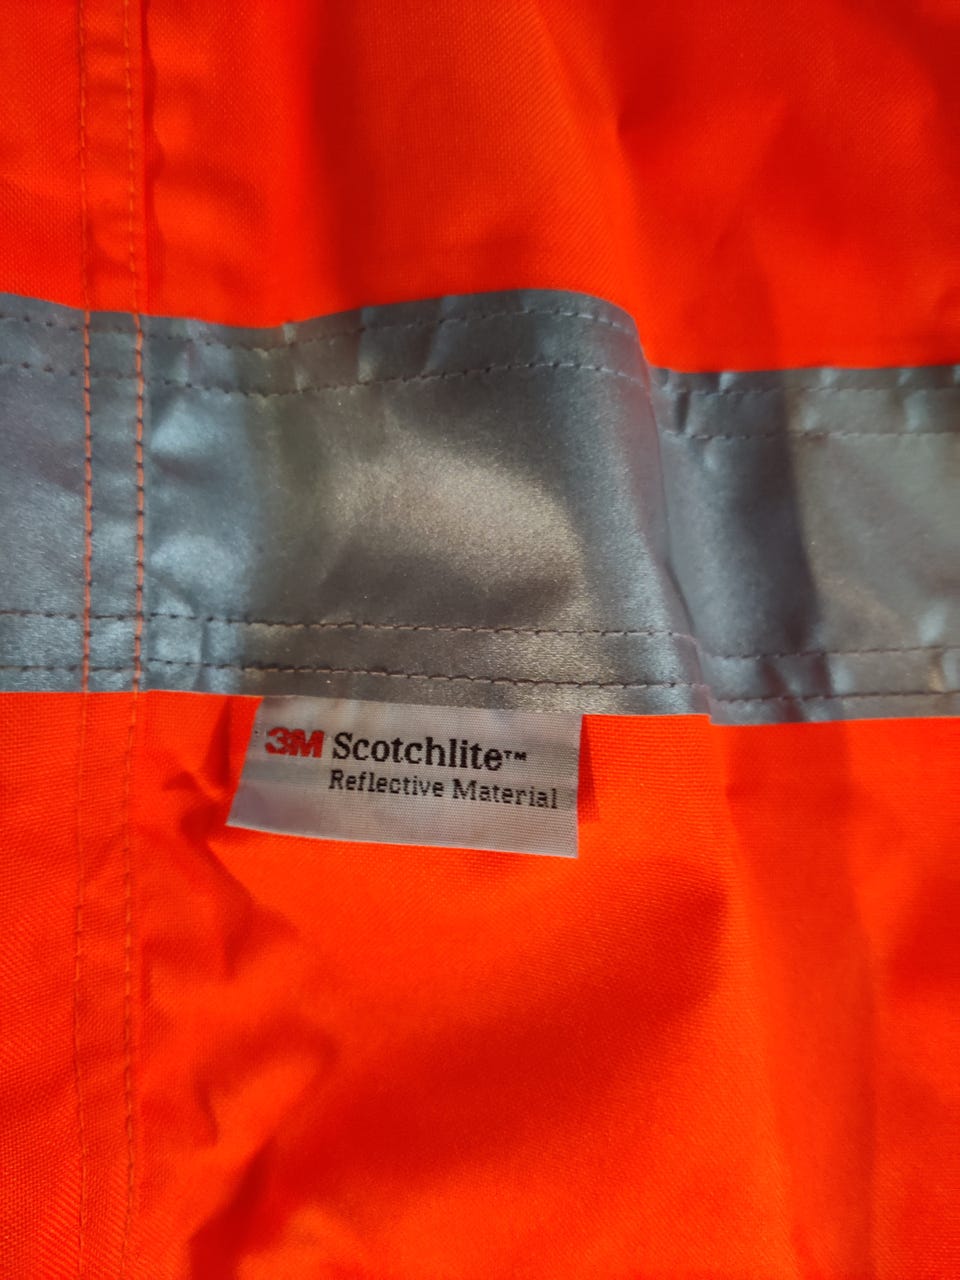 3M Scotchlite™
Reflective Material